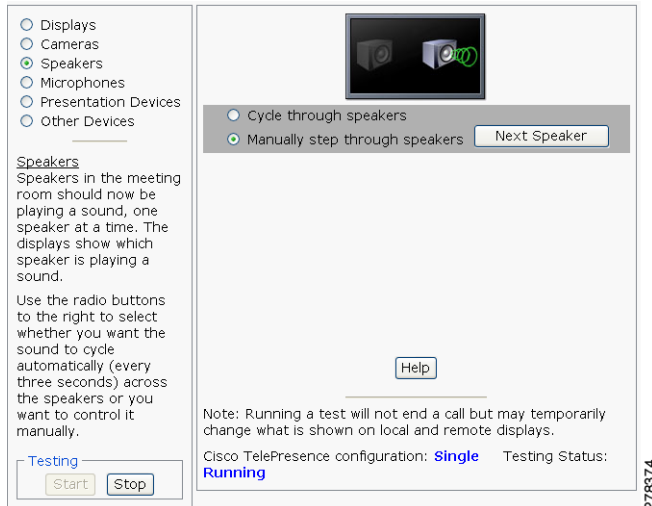 Displays
Cameras
Speakers
Microphones
Presentation Devices
Other Devices
Speakers
Speakers in the meeting
room should now be
playing a sound, one
speaker at a time. The
displays show which
speaker is playing a
sound.
Use the radio buttons
to the right to select
whether you want the
sound to cycle
automatically (every
three seconds) across
the speakers or you
want to control it
manually.
Testing
Start Stop
Cycle through speakers
Manually step through speakers Next Speaker
Help
Note: Running a test will not end a call but may temporarily
change what is shown on local and remote displays.
Cisco TelePresence configuration: Single Testing Status:
Running
278374